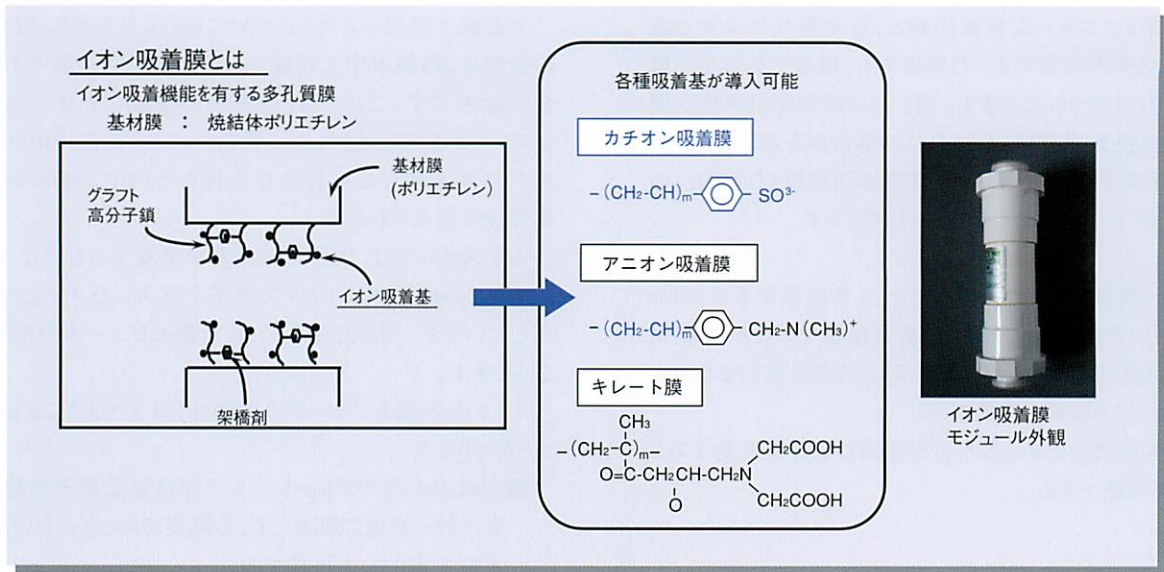 イオン吸着膜とは
イオン吸着機能を有する多孔質膜
基材膜 : 焼結体ポリエチレン
グラフト
高分子鎖
基材膜
(ポリエチレン)
イオン吸着基
架橋剤
各種吸着基が導入可能
カチオン吸着膜
-(CH2-CH)m- SO3-
アニオン吸着膜
-(CH2-CH)m- CH2-N(CH3)+
キレート膜
CH3
-(CH2-C)m-
O=C-CH2CH-CH2N
O
CH2COOH
CH2COOH
イオン吸着膜
モジュール外観